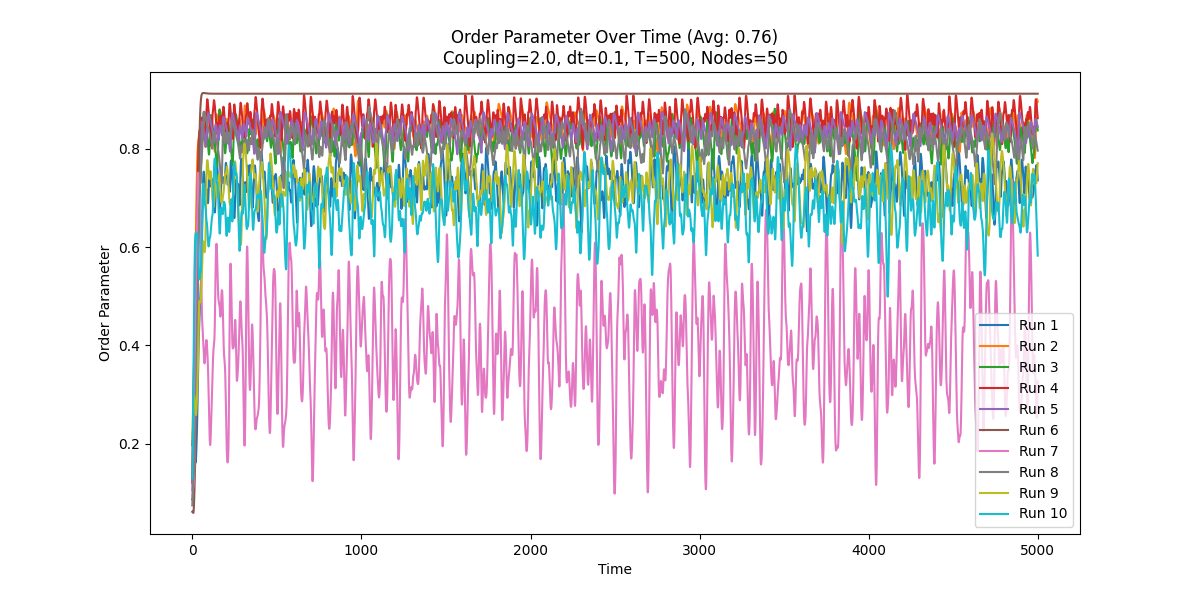 Order Parameter Over Time (Avg: 0.76)
Coupling=2.0, dt=0.1, T=500, Nodes=50
Order Parameter
0.8
0.6
0.4
0.2
0
1000
2000
3000
4000
5000
Time
Run 1
Run 2
Run 3
Run 4
Run 5
Run 6
Run 7
Run 8
Run 9
Run 10